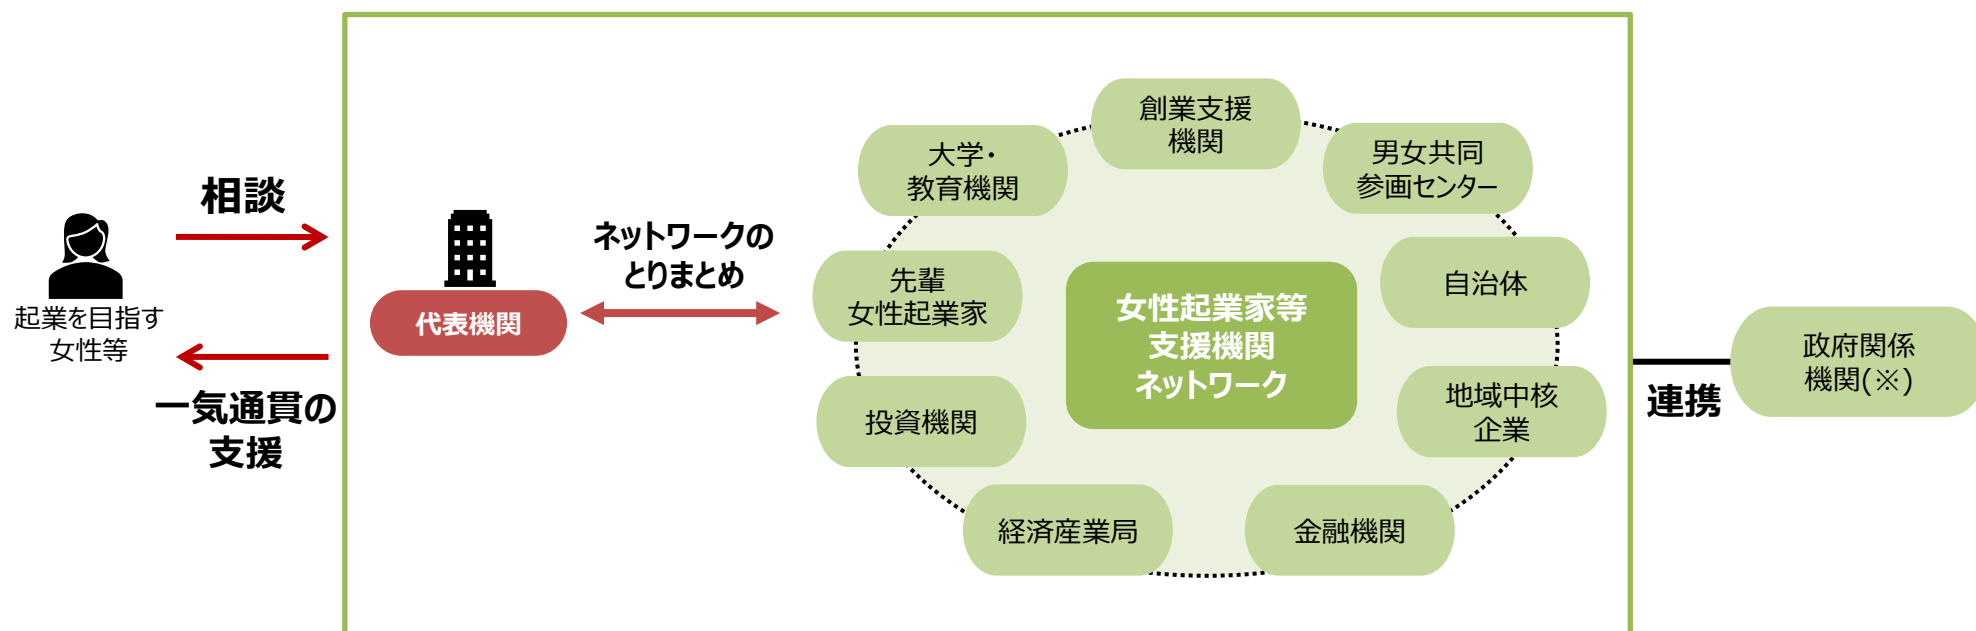 相談
起業を目指す
女性等
一気通貫の
支援
代表機関
ネットワークの
とりまとめ
創業支援
機関
大学・
教育機関
男女共同
参画センター
先輩
女性起業家
自治体
女性起業家等
支援機関
ネットワーク
投資機関
地域中核
企業
経済産業局
金融機関
連携
政府関係
機関(※)